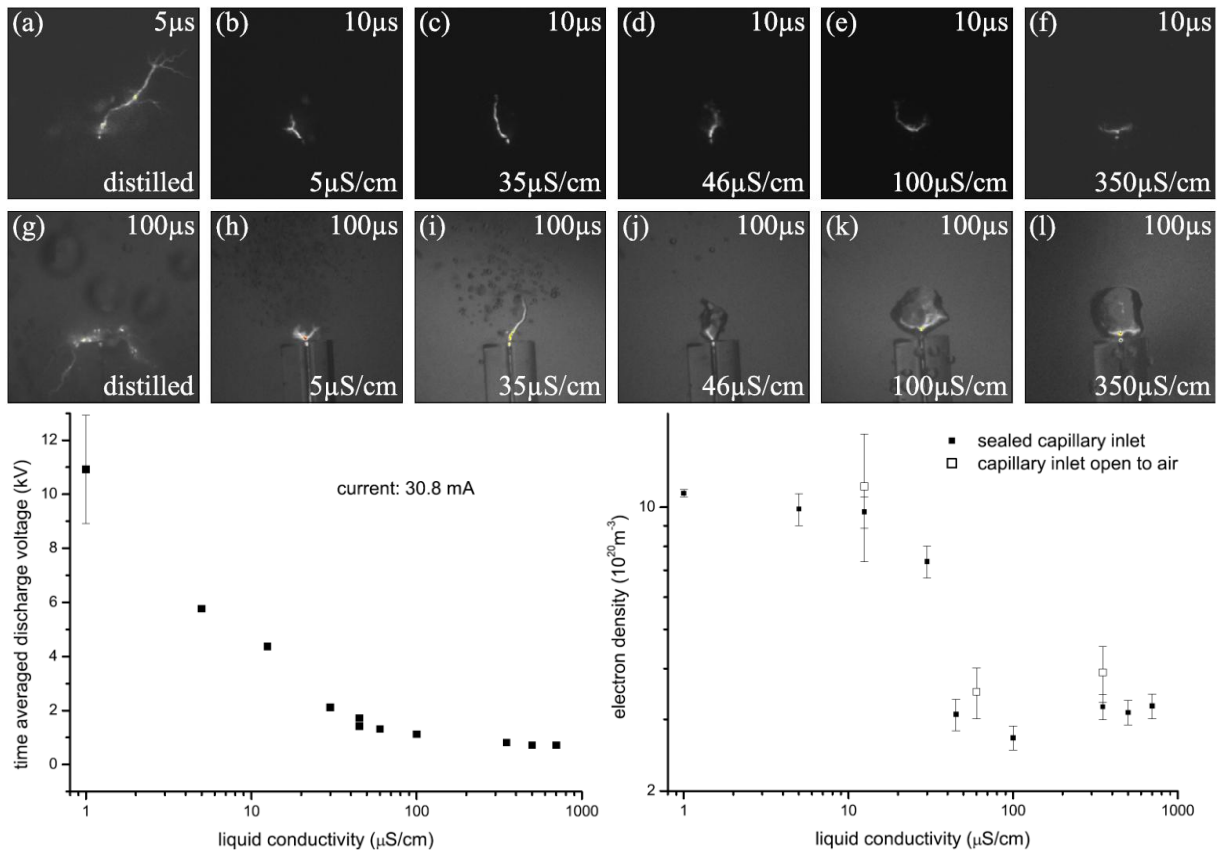 (a) 5µs
distilled
(b) 10µs
5µS/cm
(c) 10µs
35µS/cm
(d) 10µs
46µS/cm
(e) 10µs
100µS/cm
(f) 10µs
350µS/cm
(g) 100µs
distilled
(h) 100µs
5µS/cm
(i) 100µs
35µS/cm
(j) 100µs
46µS/cm
(k) 100µs
100µS/cm
(l) 100µs
350µS/cm
time averaged discharge voltage (kV)
12
10
8
6
4
2
0
current: 30.8 mA
1 10 100 1000
liquid conductivity (µS/cm)
electron density (10²⁰m⁻³)
10
2
sealed capillary inlet
capillary inlet open to air
1 10 100 1000
liquid conductivity (µS/cm)